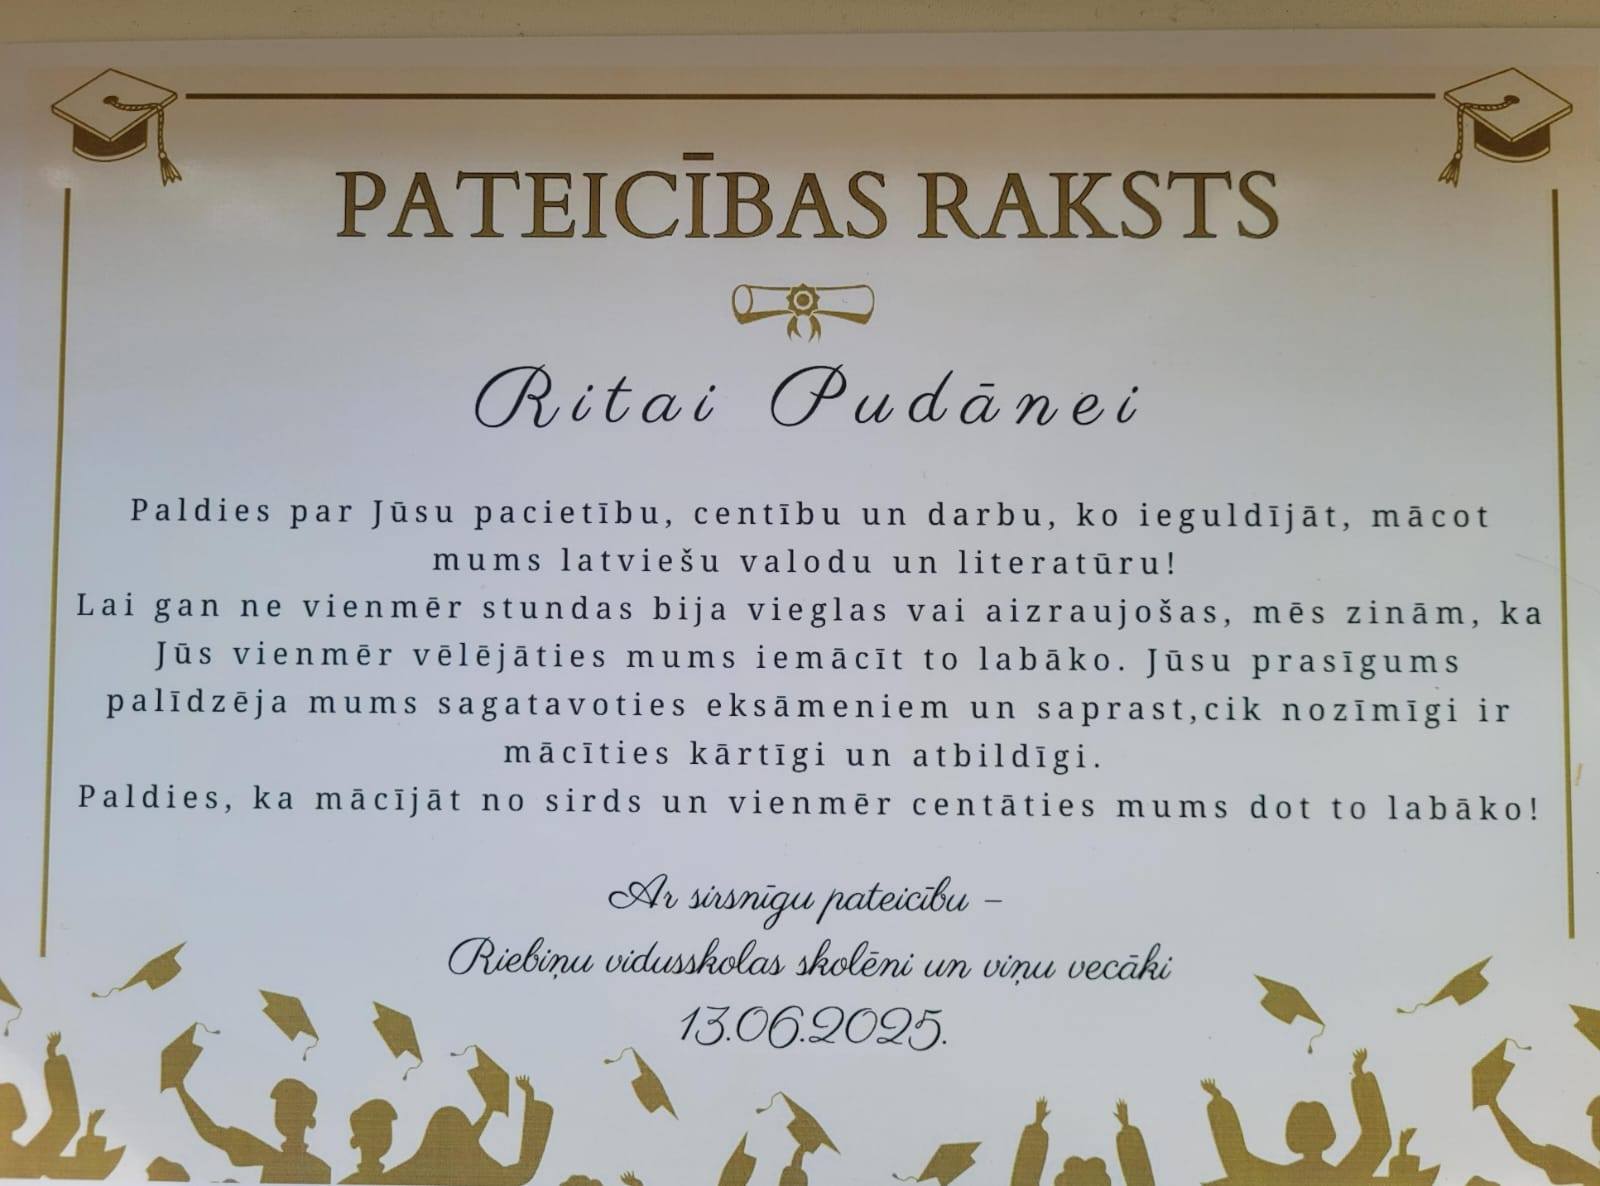 PATEICĪBAS RAKSTS
Ritai Pudānei
Paldies par Jūsu pacietību, centību un darbu, ko ieguldījāt, mācot
mums latviešu valodu un literatūru!
Lai gan ne vienmēr stundas bija vieglas vai aizraujošas, mēs zinām, ka
Jūs vienmēr vēlējāties mums iemācīt to labāko. Jūsu prasīgums
palīdzēja mums sagatavoties eksāmeniem un saprast,cik nozīmīgi ir
mācīties kārtīgi un atbildīgi.
Paldies, ka mācījāt no sirds un vienmēr centāties mums dot to labāko!
Ar sirsnīgu pateicību –
Riebiņu vidusskolas skolēni un viņu vecāki
13.06.2025.